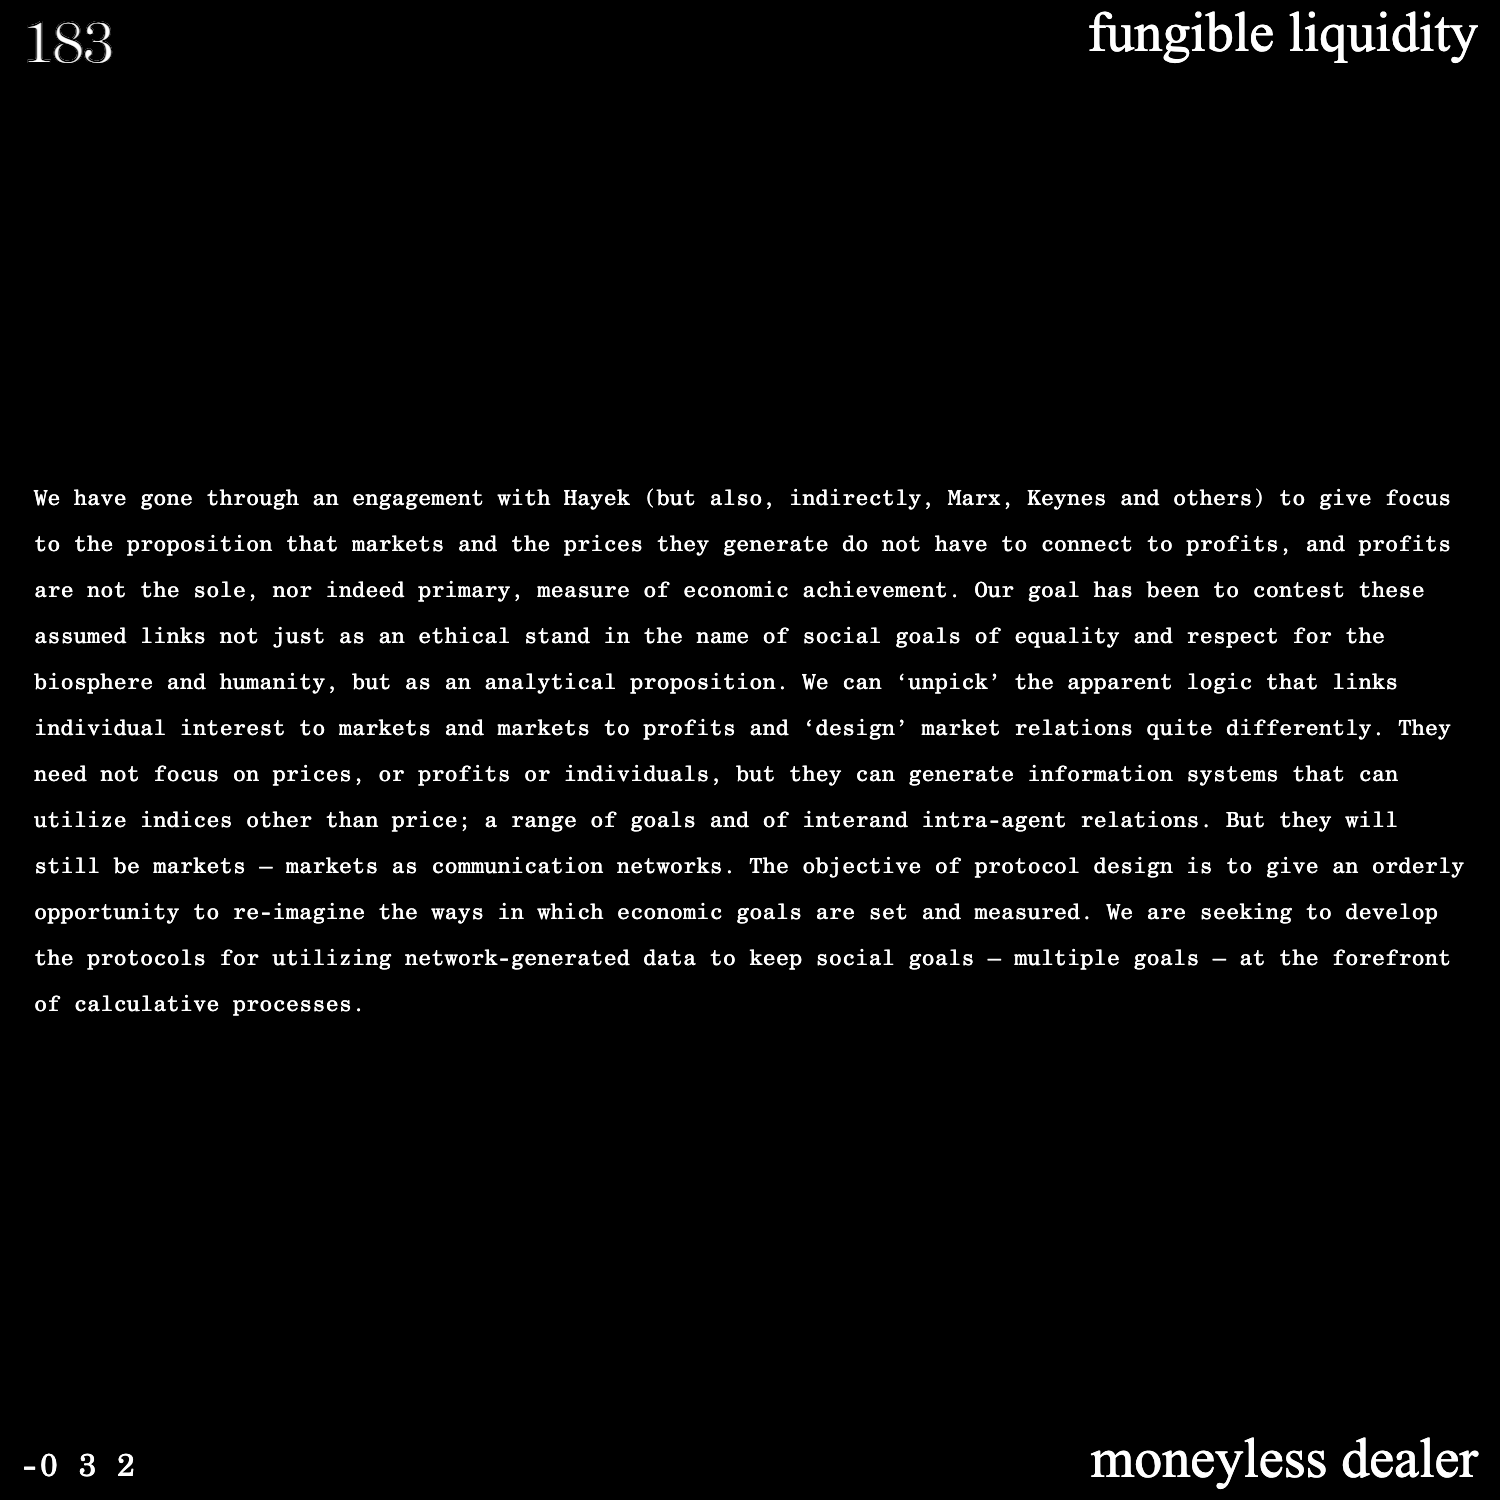 183
fungible liquidity
We have gone through an engagement with Hayek (but also, indirectly, Marx, Keynes and others) to give focus
to the proposition that markets and the prices they generate do not have to connect to profits, and profits
are not the sole, nor indeed primary, measure of economic achievement. Our goal has been to contest these
assumed links not just as an ethical stand in the name of social goals of equality and respect for the
biosphere and humanity, but as an analytical proposition. We can ‘unpick’ the apparent logic that links
individual interest to markets and markets to profits and ‘design’ market relations quite differently. They
need not focus on prices, or profits or individuals, but they can generate information systems that can
utilize indices other than price; a range of goals and of interand intra-agent relations. But they will
still be markets – markets as communication networks. The objective of protocol design is to give an orderly
opportunity to re-imagine the ways in which economic goals are set and measured. We are seeking to develop
the protocols for utilizing network-generated data to keep social goals – multiple goals – at the forefront
of calculative processes.
-0 3 2
moneyless dealer